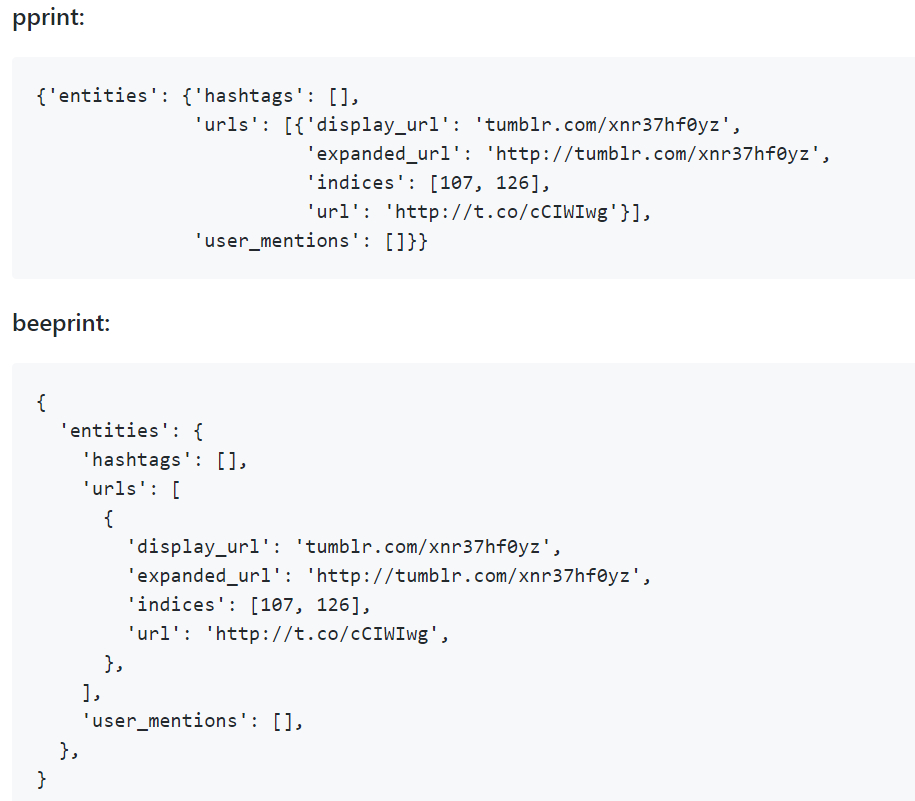 pprint:
{'entities': {'hashtags': [],
              'urls': [{'display_url': 'tumblr.com/xnr37hf0yz',
                        'expanded_url': 'http://tumblr.com/xnr37hf0yz',
                        'indices': [107, 126],
                        'url': 'http://t.co/cCIWIwg'}],
              'user_mentions': []}}
beeprint:
{
  'entities': {
    'hashtags': [],
    'urls': [
      {
        'display_url': 'tumblr.com/xnr37hf0yz',
        'expanded_url': 'http://tumblr.com/xnr37hf0yz',
        'indices': [107, 126],
        'url': 'http://t.co/cCIWIwg',
      },
    ],
    'user_mentions': [],
  },
}